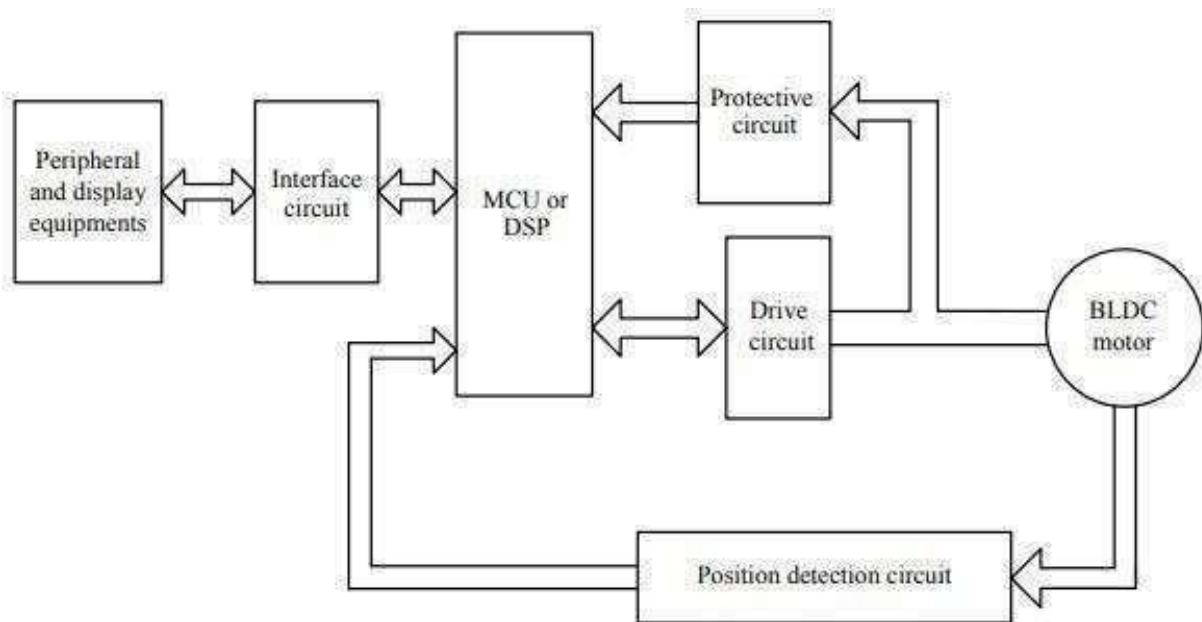 Peripheral
and display
equipments
Interface
circuit
MCU or
DSP
Protective
circuit
Drive
circuit
BLDC
motor
Position detection circuit